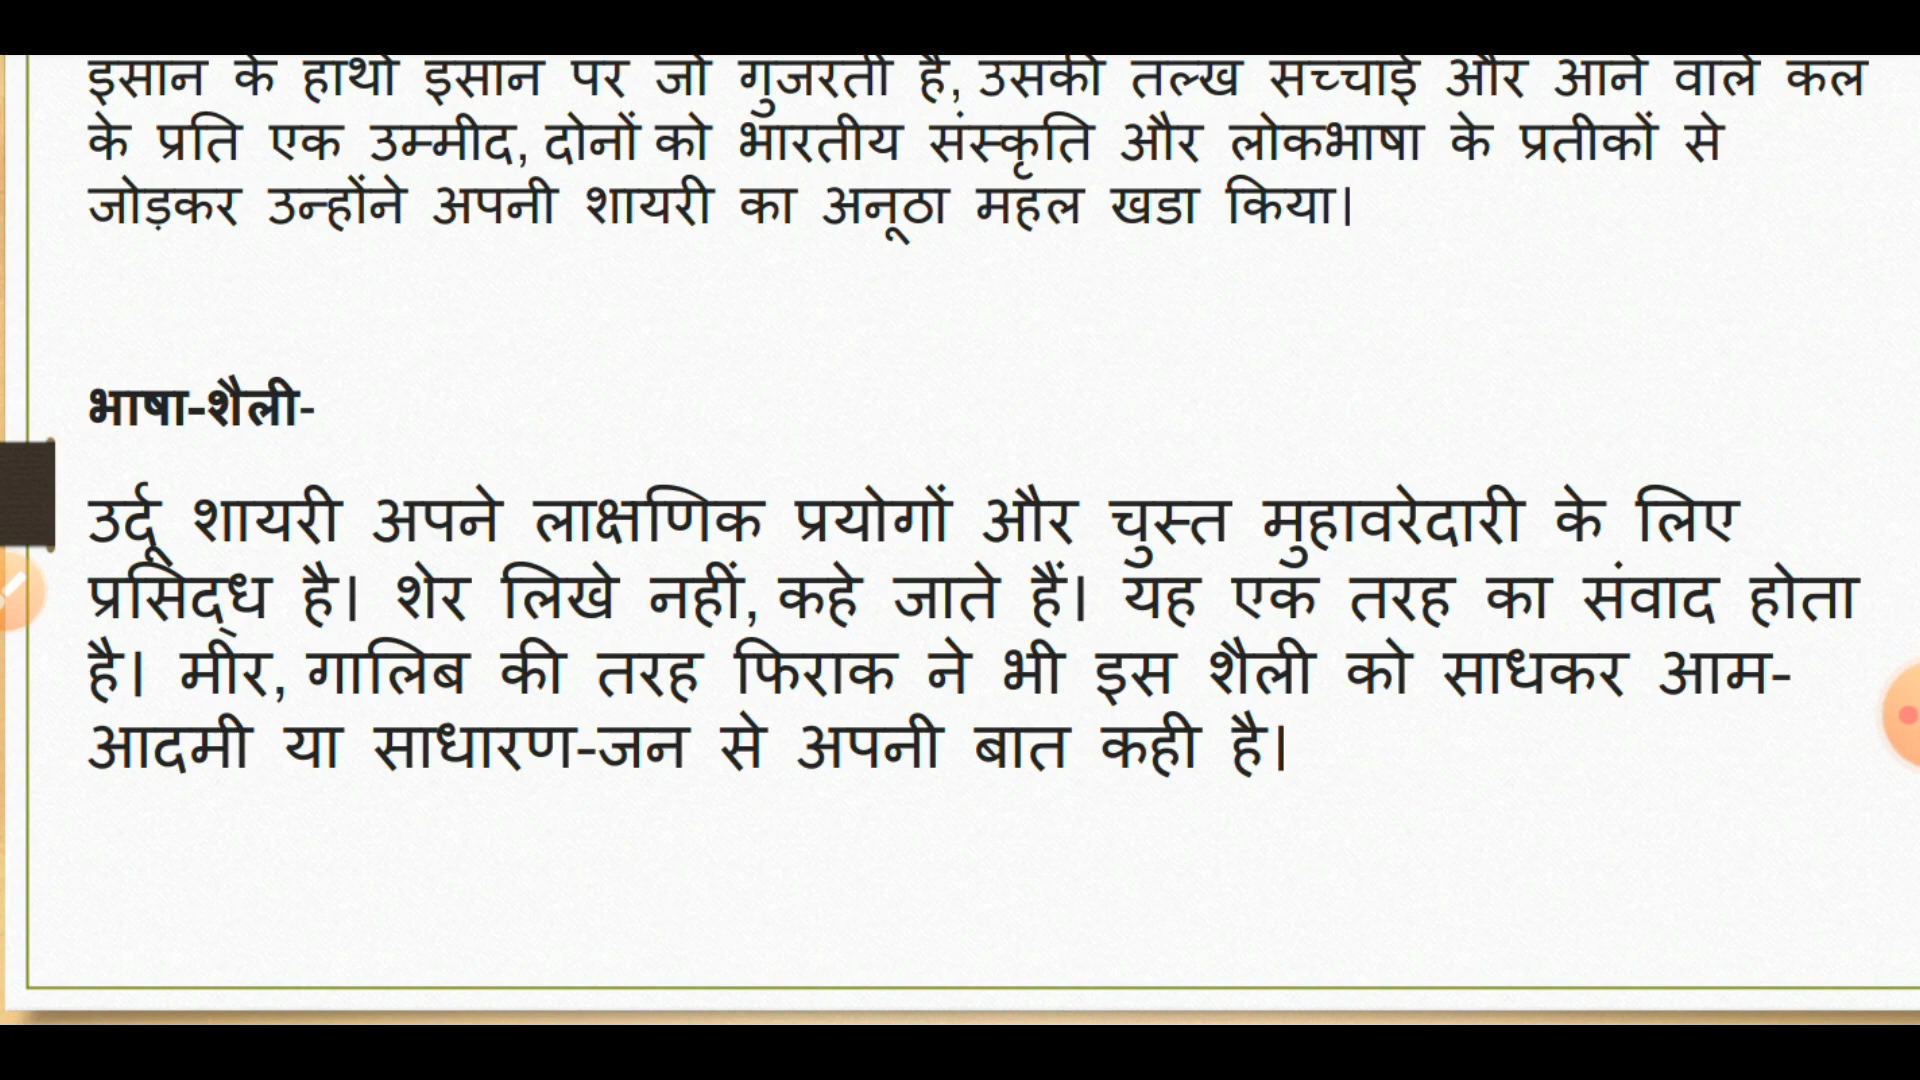 इंसान के हाथों इंसान पर जो गुजरती है, उसकी तल्ख सच्चाई और आने वाले कल
के प्रति एक उम्मीद, दोनों को भारतीय संस्कृति और लोकभाषा के प्रतीकों से
जोड़कर उन्होंने अपनी शायरी का अनूठा महल खडा किया।
भाषा-शैली-
उर्दू शायरी अपने लाक्षणिक प्रयोगों और चुस्त मुहावरेदारी के लिए
प्रसिद्ध है। शेर लिखे नहीं, कहे जाते हैं। यह एक तरह का संवाद होता
है। मीर, गालिब की तरह फिराक ने भी इस शैली को साधकर आम-
आदमी या साधारण-जन से अपनी बात कही है।